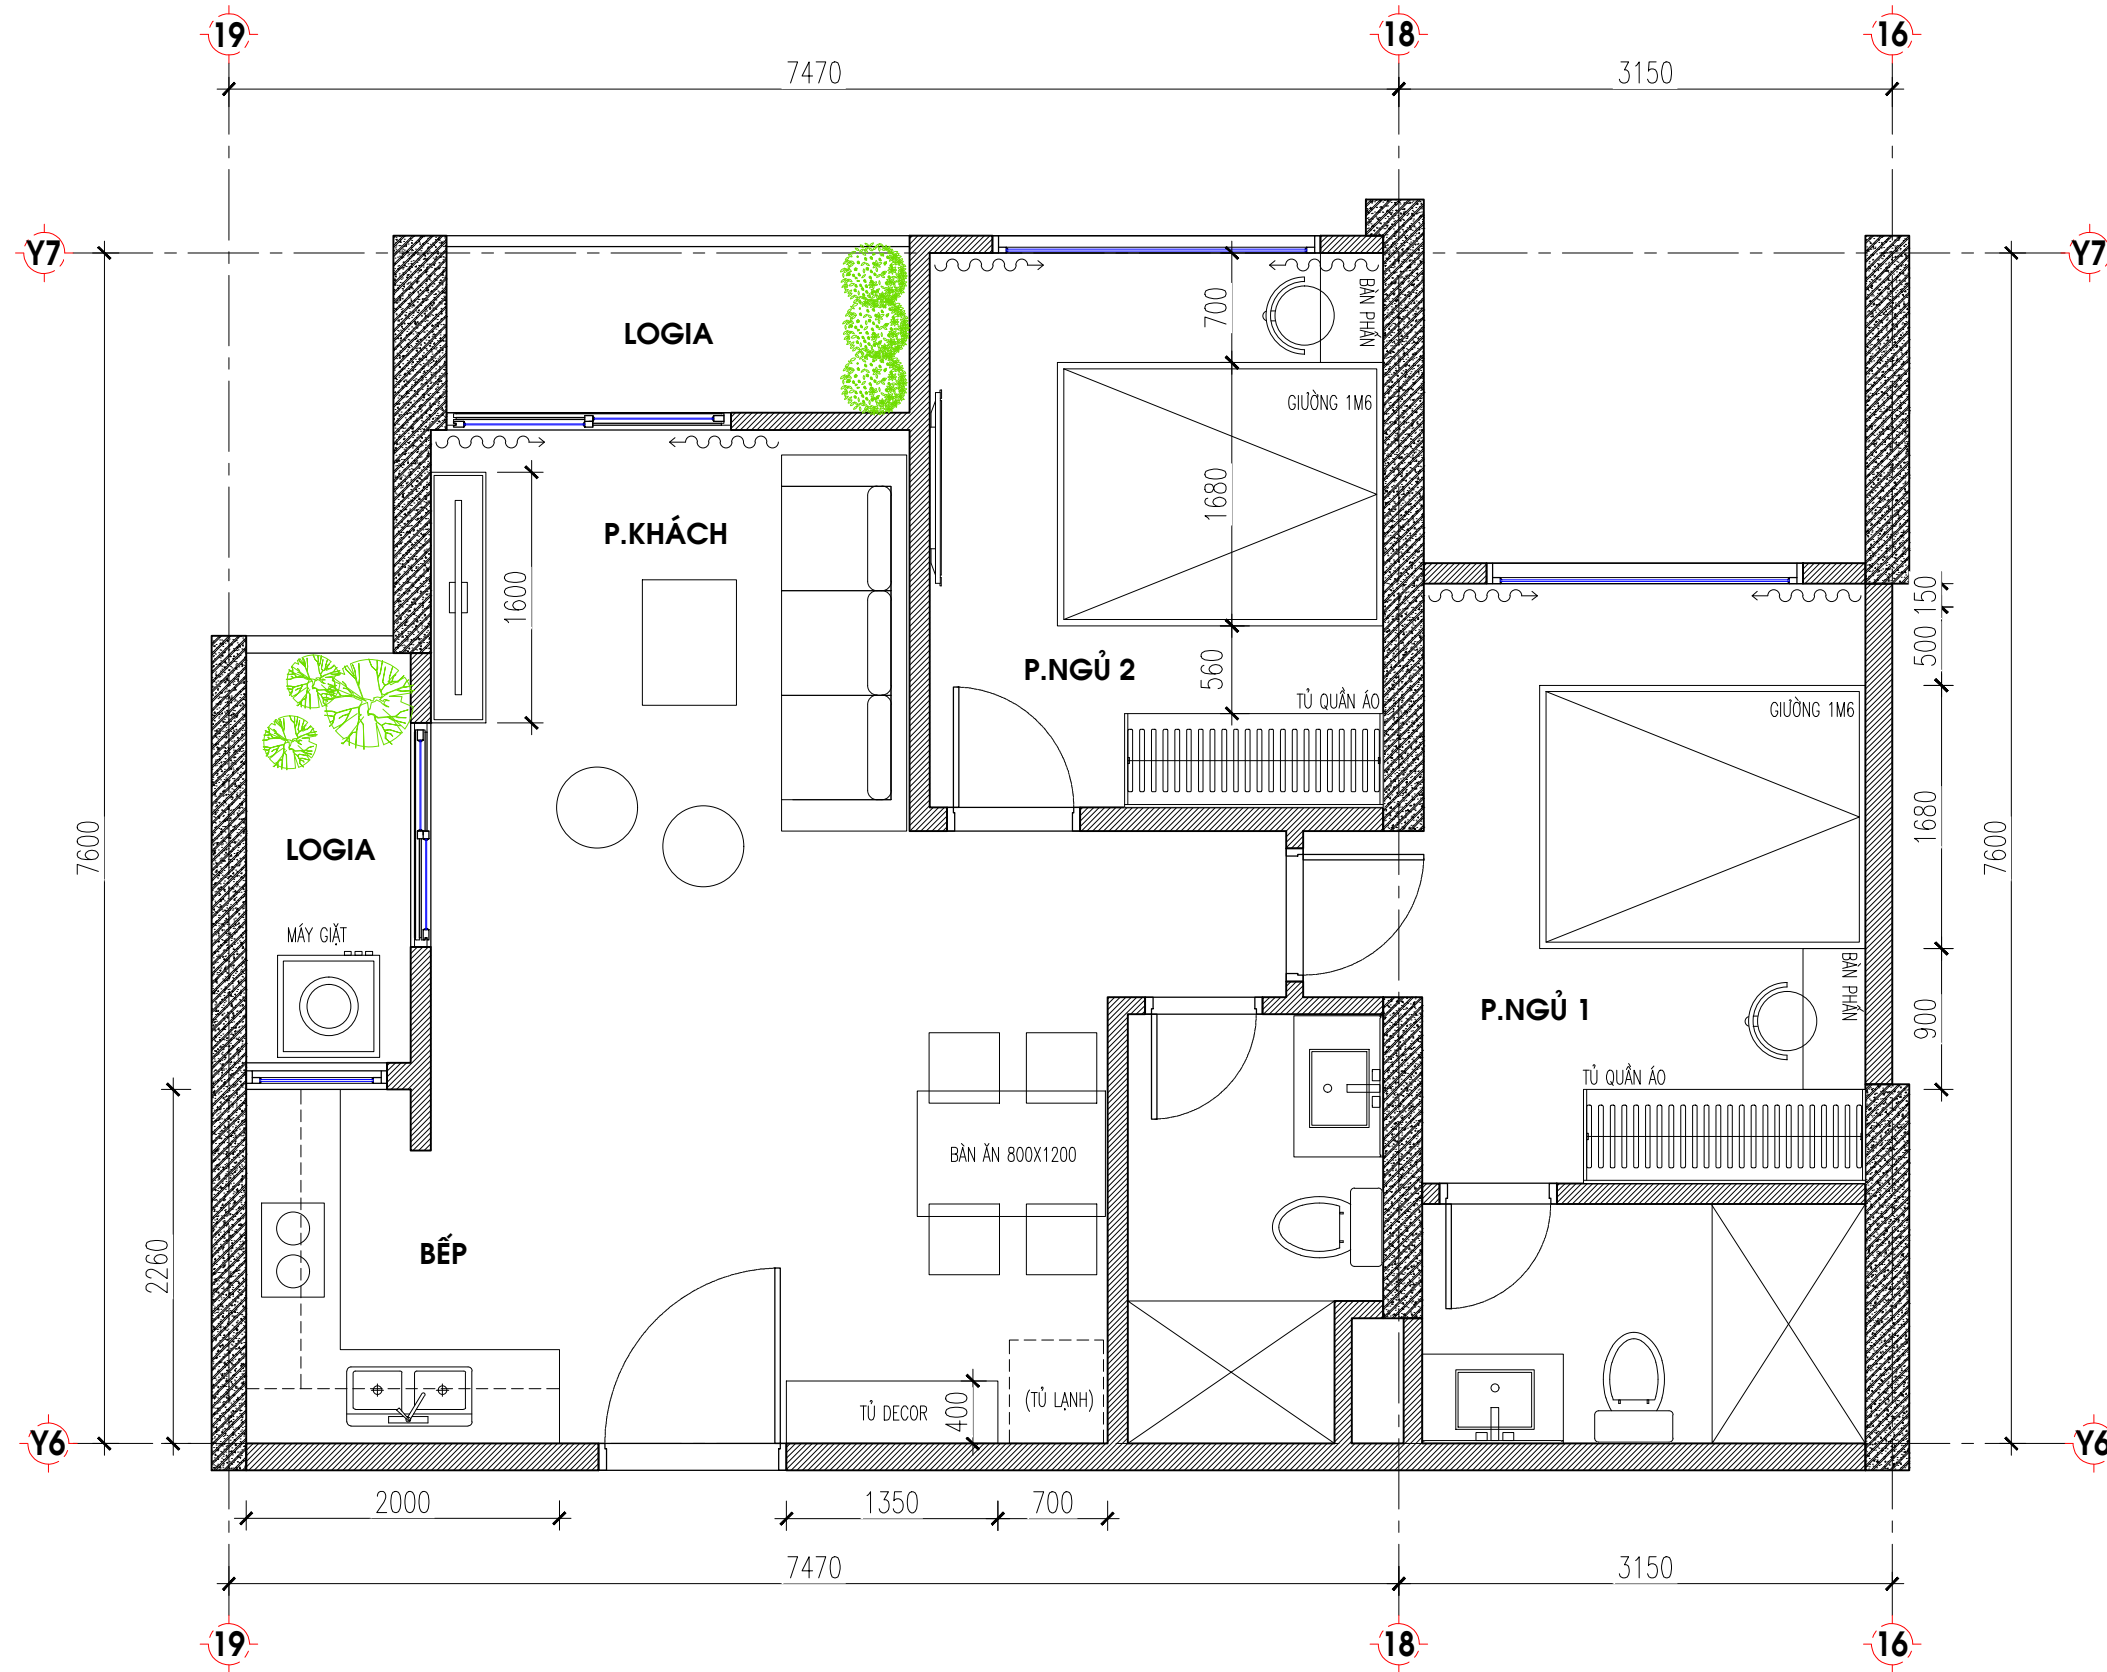 19
18
16
7470
3150
Y7
Y7
LOGIA
700
BÀN PHẤN
GIƯỜNG 1M6
P.KHÁCH
1680
1600
150
500
P.NGỦ 2
560
TỦ QUẦN ÁO
GIƯỜNG 1M6
7600
LOGIA
1680
7600
MÁY GIẶT
BÀN PHẤN
P.NGỦ 1
900
TỦ QUẦN ÁO
BÀN ĂN 800X1200
BẾP
2260
TỦ DECOR
400
(TỦ LẠNH)
Y6
Y6
2000
1350
700
7470
3150
19
18
16